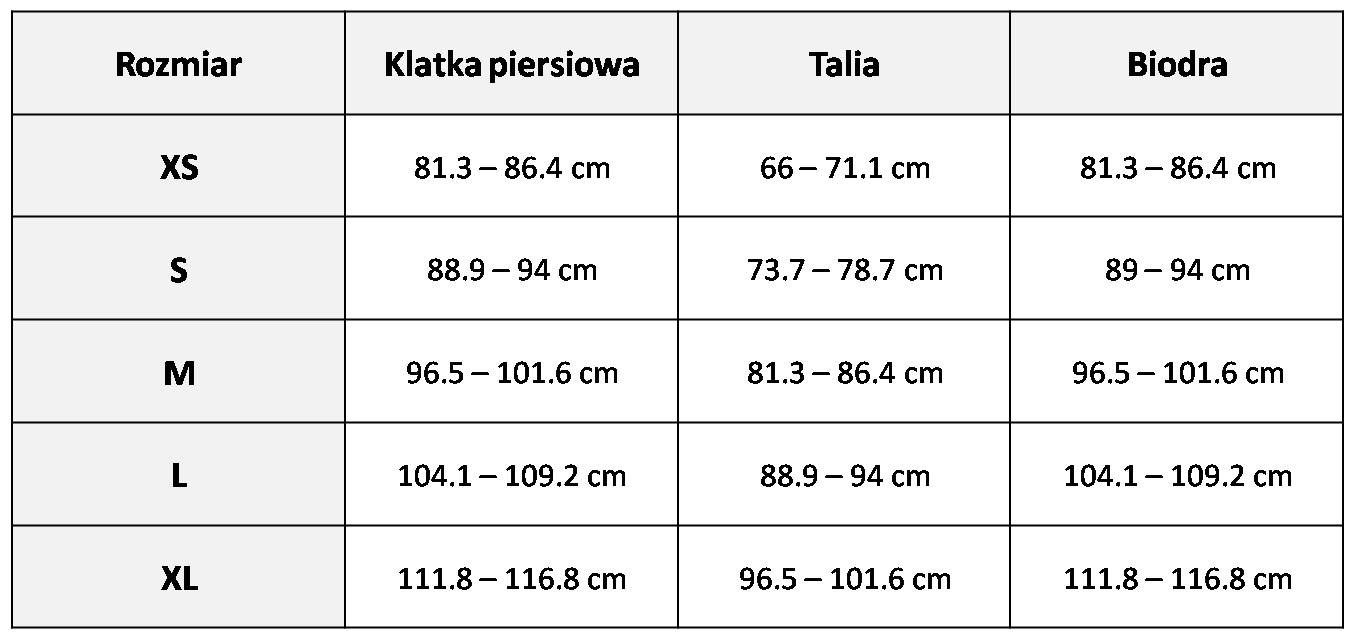 Rozmiar Klatka piersiowa Talia Biodra
XS 81.3 – 86.4 cm 66 – 71.1 cm 81.3 – 86.4 cm
S 88.9 – 94 cm 73.7 – 78.7 cm 89 – 94 cm
M 96.5 – 101.6 cm 81.3 – 86.4 cm 96.5 – 101.6 cm
L 104.1 – 109.2 cm 88.9 – 94 cm 104.1 – 109.2 cm
XL 111.8 – 116.8 cm 96.5 – 101.6 cm 111.8 – 116.8 cm